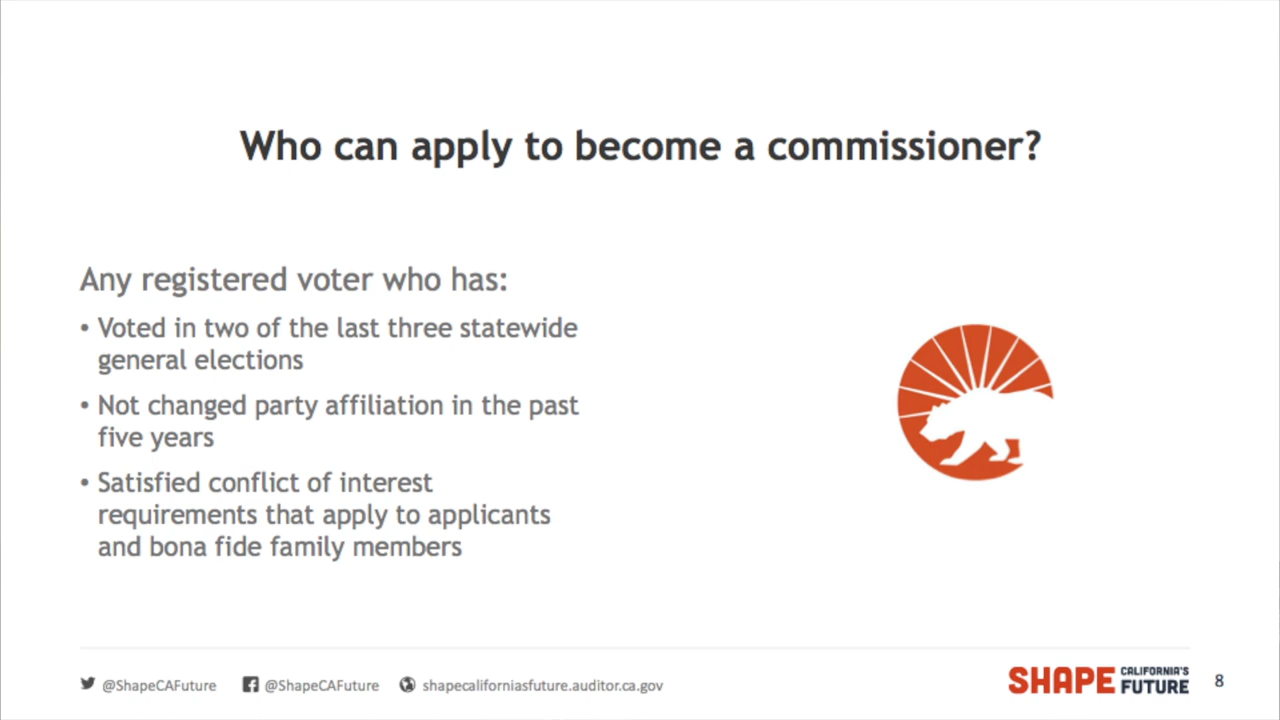 Who can apply to become a commissioner?
Any registered voter who has:
• Voted in two of the last three statewide
general elections
• Not changed party affiliation in the past
five years
• Satisfied conflict of interest
requirements that apply to applicants
and bona fide family members
@ShapeCAFuture @ShapeCAFuture shapecaliforniasfuture.auditor.ca.gov
SHAPE CALIFORNIA'S FUTURE 8